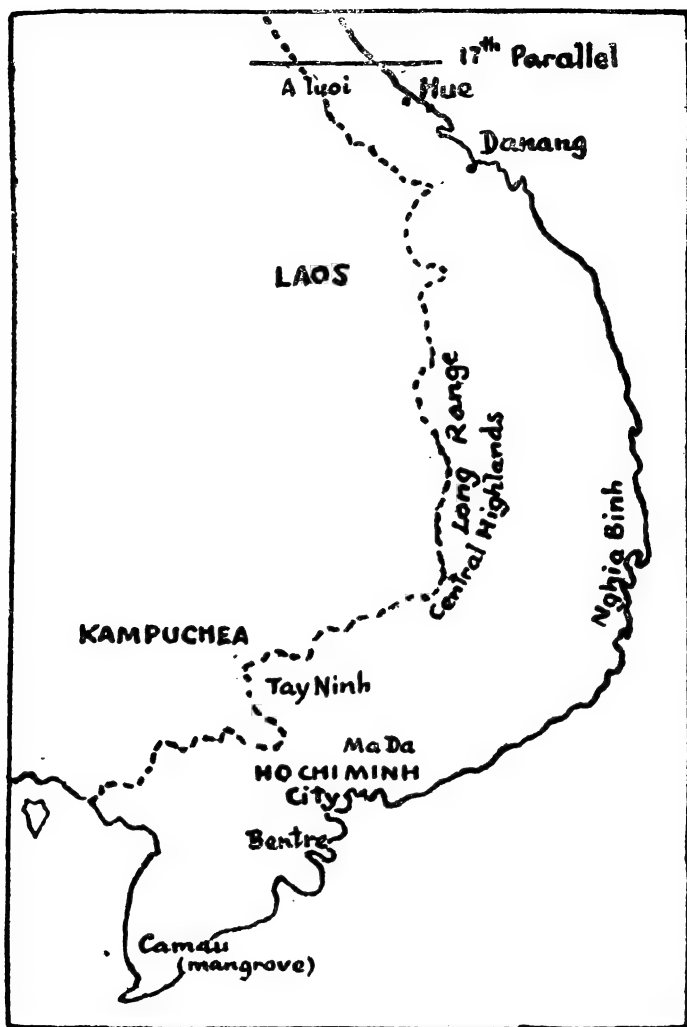 17th Parallel
A luoi
Hue
Danang
LAOS
Long Range
Central Highlands
Nghia Binh
KAMPUCHEA
Tay Ninh
Ma Da
HO CHI MINH
City
Bentre
Camau
(mangrove)